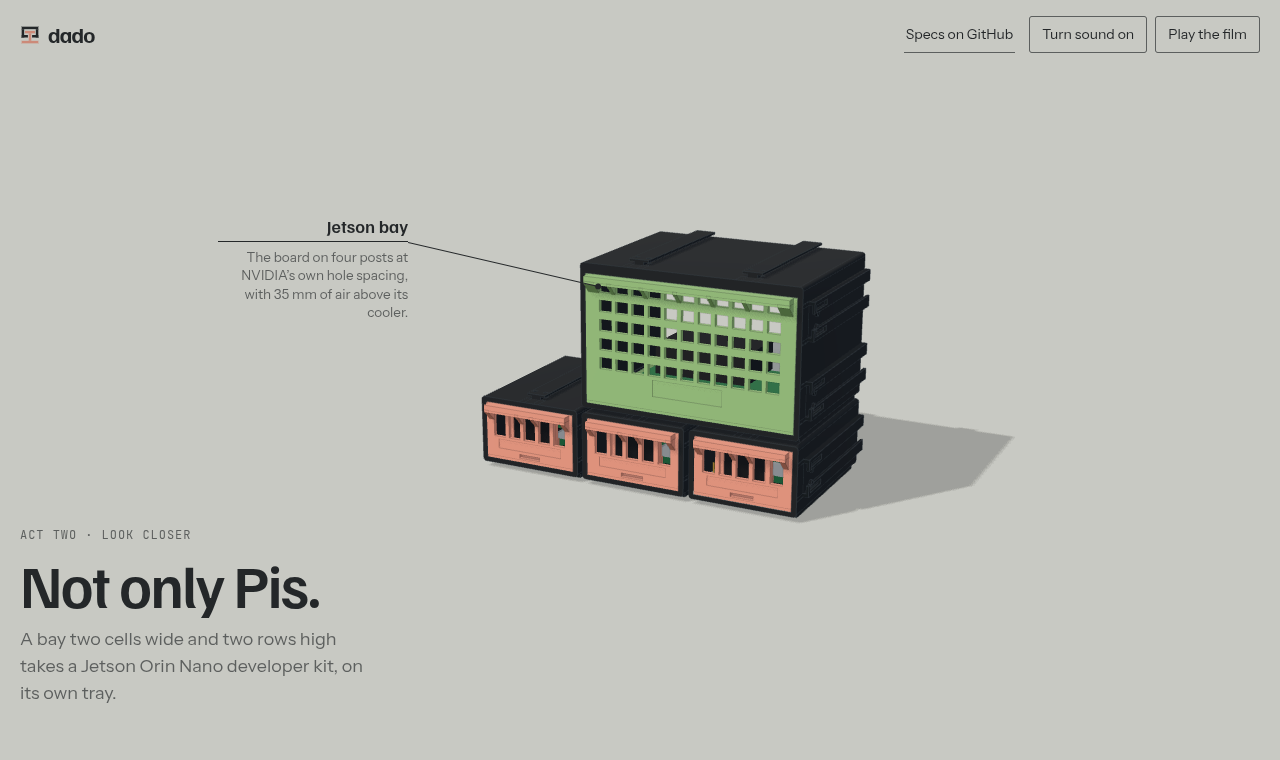 dado
Specs on GitHub
Turn sound on
Play the film
Jetson bay
The board on four posts at
NVIDIA's own hole spacing,
with 35 mm of air above its
cooler.
ACT TWO · LOOK CLOSER
Not only Pis.
A bay two cells wide and two rows high
takes a Jetson Orin Nano developer kit, on
its own tray.